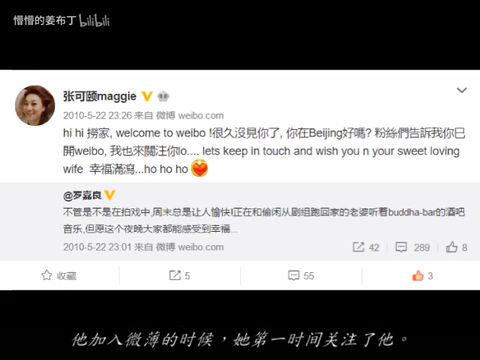 懵懵的姜布丁 bilibili
张可颐maggie
2010-5-22 23:26 来自 微博 weibo.com
hi hi 撈家, welcome to weibo !很久沒見你了, 你在Beijing好嗎? 粉絲們告訴我你巳
開weibo, 我也來關注你lo.... lets keep in touch and wish you n your sweet loving
wife 幸福滿瀉...ho ho ho
@罗嘉良
不管是不是在拍戏中,周末总是让人愉快!正在和偷闲从剧组跑回家的老婆听着buddha-bar的酒吧
音乐,但愿这个夜晚大家都能感受到幸福...
2010-5-22 23:01 来自 微博 weibo.com
42 289 8
收藏 5 55 3
他加入微薄的时候，她第一时间关注了他。